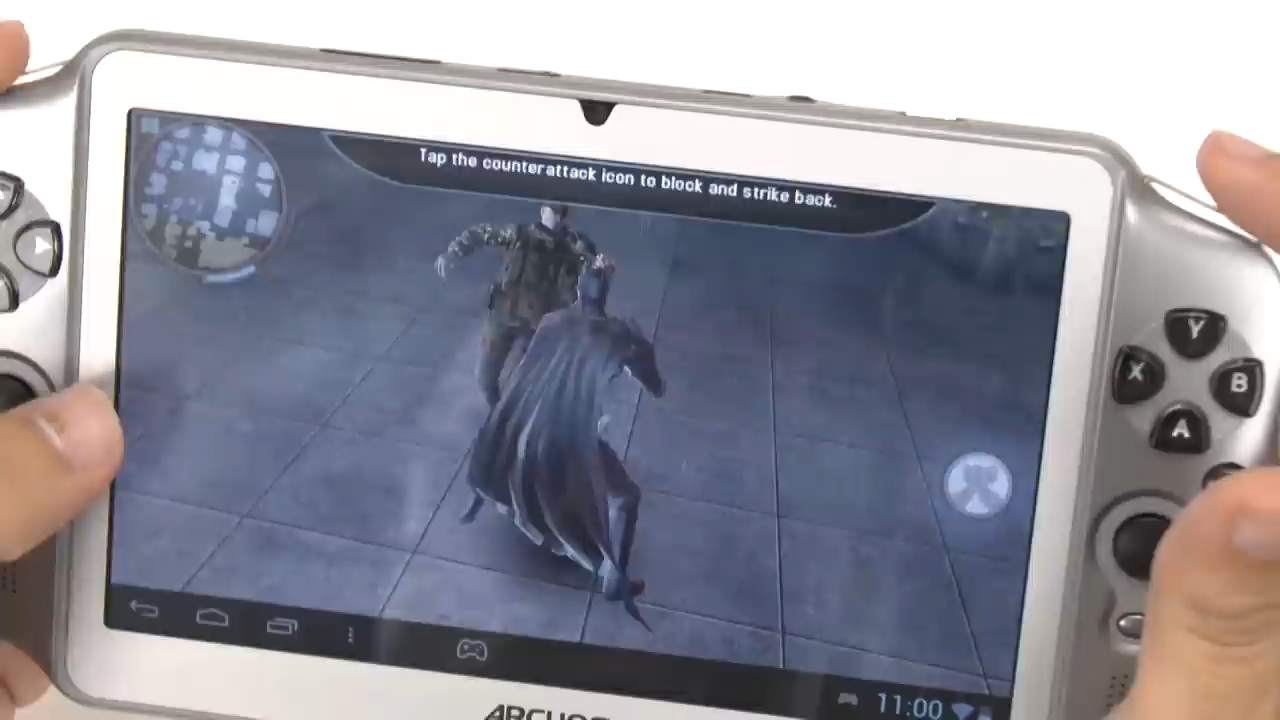 Tap the counterattack icon to block and strike back.
Y
X
B
A
11:00